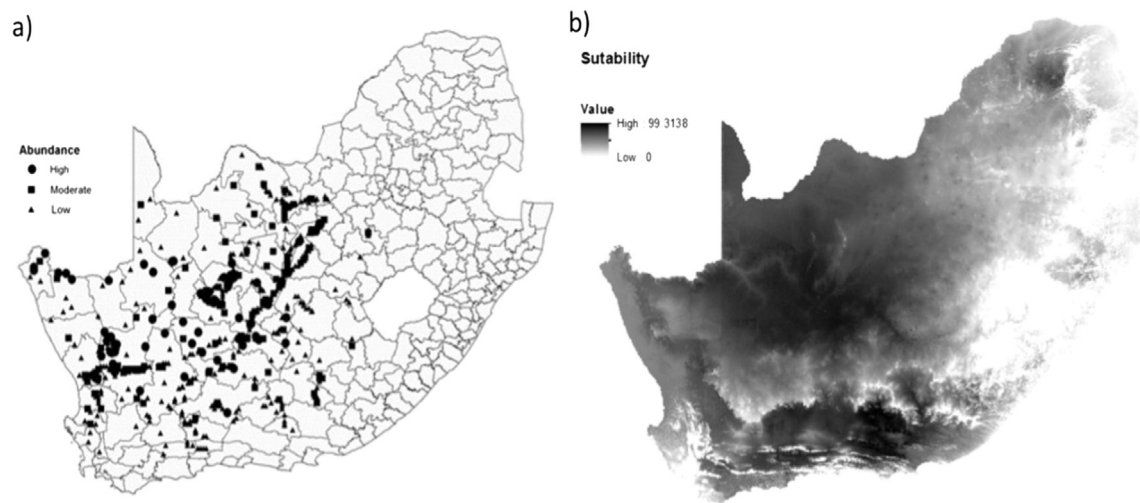 a)
Abundance
High
Moderate
Low
b)
Sutability
Value
High 99 3138
Low 0